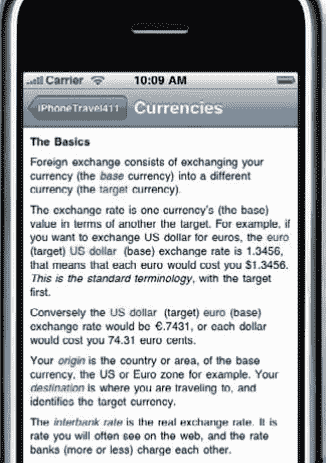 Carrier 10:09 AM
iPhoneTravel411 Currencies
The Basics
Foreign exchange consists of exchanging your
currency (the base currency) into a different
currency (the target currency).
The exchange rate is one currency's (the base)
value in terms of another the target. For example, if
you want to exchange US dollar for euros, the euro
(target) US dollar (base) exchange rate is 1.3456,
that means that each euro would cost you $1.3456.
This is the standard terminology, with the target
first.
Conversely the US dollar (target) euro (base)
exchange rate would be €.7431, or each dollar
would cost you 74.31 euro cents.
Your origin is the country or area, of the base
currency, the US or Euro zone for example. Your
destination is where you are traveling to, and
identifies the target currency.
The interbank rate is the real exchange rate. It is
rate you will often see on the web, and the rate
banks (more or less) charge each other.